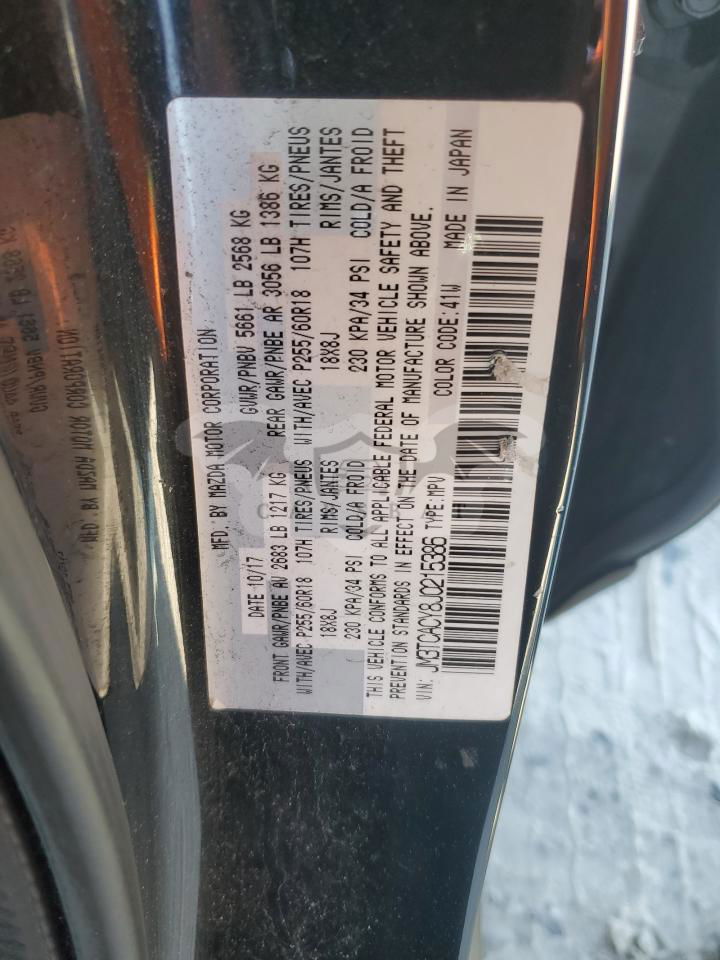 MFD. BY MAZDA MOTOR CORPORATION
DATE 10/17 GVWR/PNBV 5661 LB 2568 KG
FRONT GAWR/PNBE AV 2683 LB 1217 KG REAR GAWR/PNBE AR 3056 LB 1386 KG
WITH/AVEC P255/60R18 107H TIRES/PNEUS WITH/AVEC P255/60R18 107H TIRES/PNEUS
18X8J RIMS/JANTES 18X8J RIMS/JANTES
230 KPA/34 PSI COLD/A FROID 230 KPA/34 PSI COLD/A FROID
THIS VEHICLE CONFORMS TO ALL APPLICABLE FEDERAL MOTOR VEHICLE SAFETY AND THEFT
PREVENTION STANDARDS IN EFFECT ON THE DATE OF MANUFACTURE SHOWN ABOVE.
VIN: JM3TCACY8J0215386 TYPE:MPV COLOR CODE:41W MADE IN JAPAN